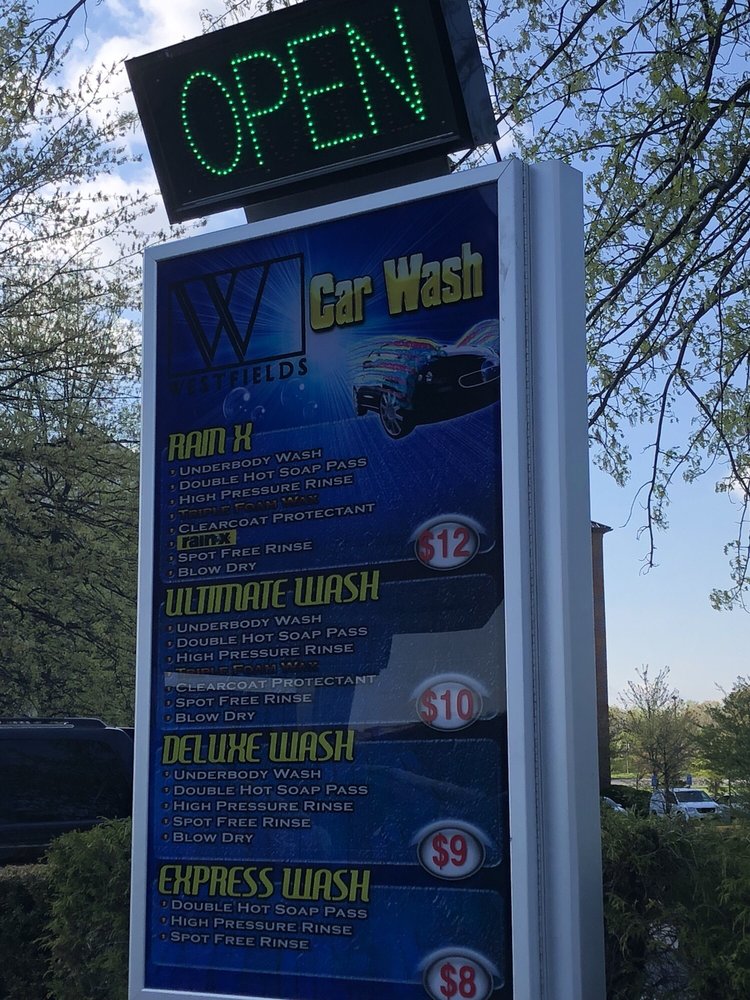 OPEN
W
WESTFIELDS
Car Wash
RAIN X
UNDERBODY WASH
DOUBLE HOT SOAP PASS
HIGH PRESSURE RINSE
TRIPLE FOAM WAX
CLEARCOAT PROTECTANT
rain-x
SPOT FREE RINSE
BLOW DRY
$12
ULTIMATE WASH
UNDERBODY WASH
DOUBLE HOT SOAP PASS
HIGH PRESSURE RINSE
TRIPLE FOAM WAX
CLEARCOAT PROTECTANT
SPOT FREE RINSE
BLOW DRY
$10
DELUXE WASH
UNDERBODY WASH
DOUBLE HOT SOAP PASS
HIGH PRESSURE RINSE
SPOT FREE RINSE
BLOW DRY
$9
EXPRESS WASH
DOUBLE HOT SOAP PASS
HIGH PRESSURE RINSE
SPOT FREE RINSE
$8